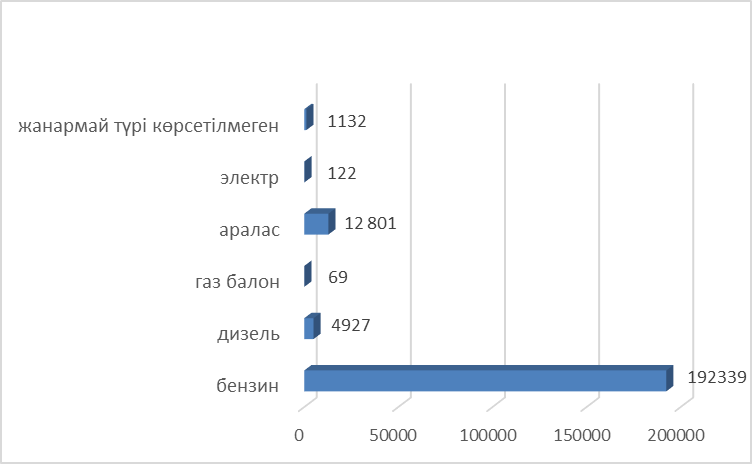 жанармай түрі көрсетілмеген 1132
электр 122
аралас 12 801
газ балон 69
дизель 4927
бензин 192339
0 50000 100000 150000 200000